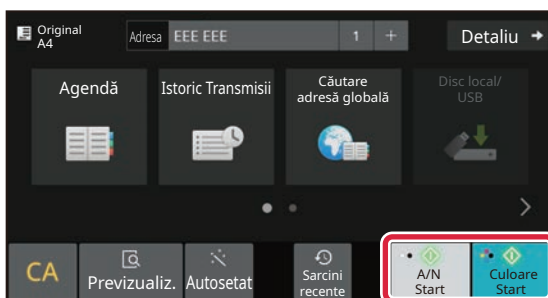 Original
A4
Adresa EEE EEE 1 +
Detaliu
Agendă
Istoric Transmisii
Căutare
adresă globală
Disc local/
USB
CA
Previzualiz.
Autosetat
Sarcini
recente
A/N
Start
Culoare
Start